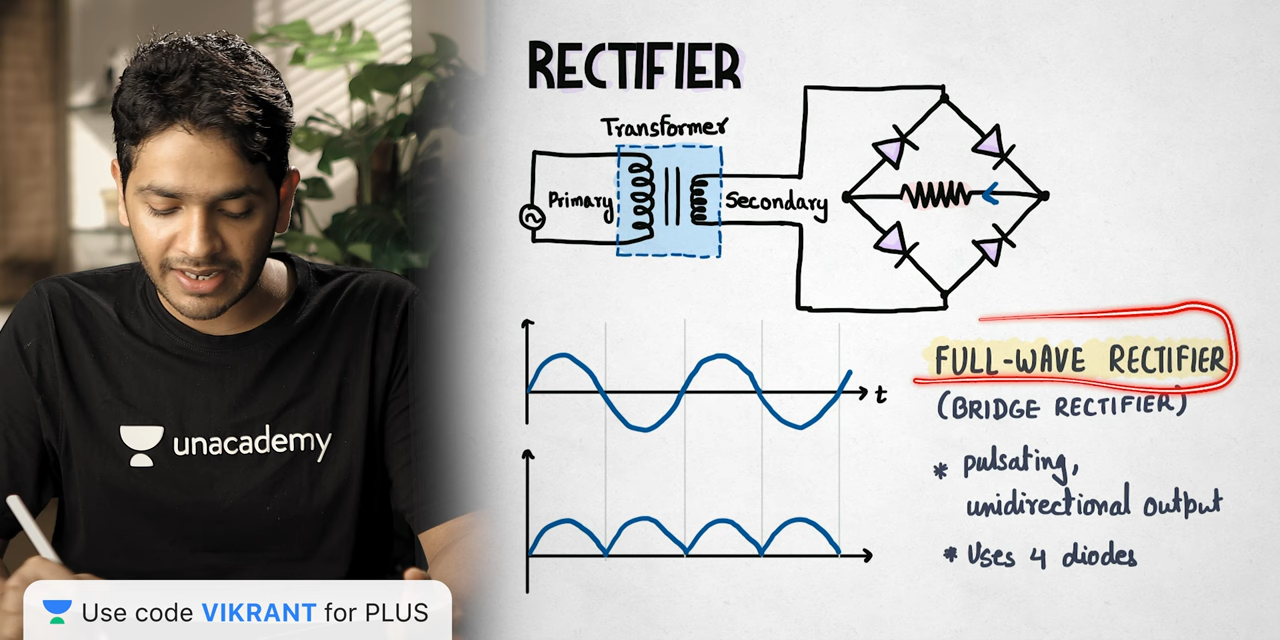 RECTIFIER
Transformer
Primary
Secondary
t
FULL-WAVE RECTIFIER
(BRIDGE RECTIFIER)
* pulsating,
unidirectional output
* Uses 4 diodes
unacademy
Use code VIKRANT for PLUS